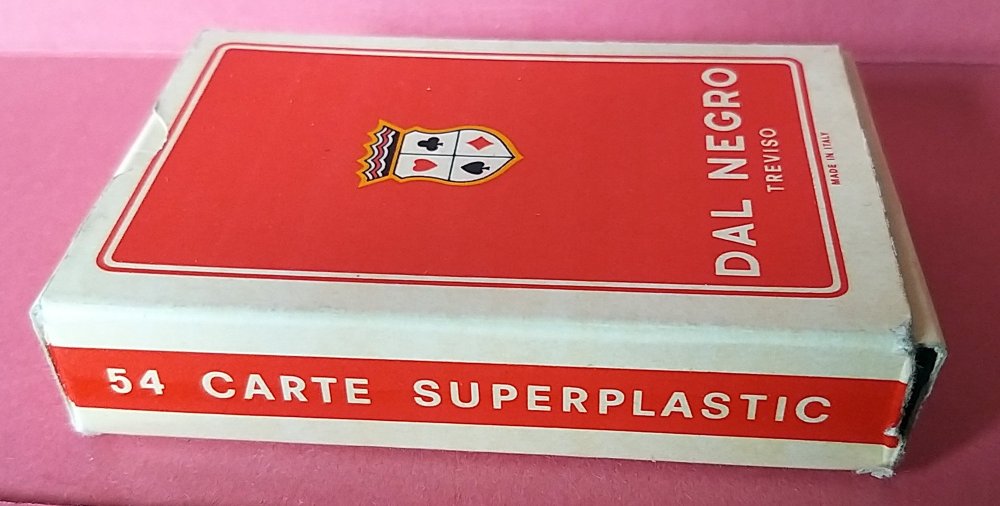 DAL NEGRO
TREVISO
MADE IN ITALY
54 CARTE SUPERPLASTIC